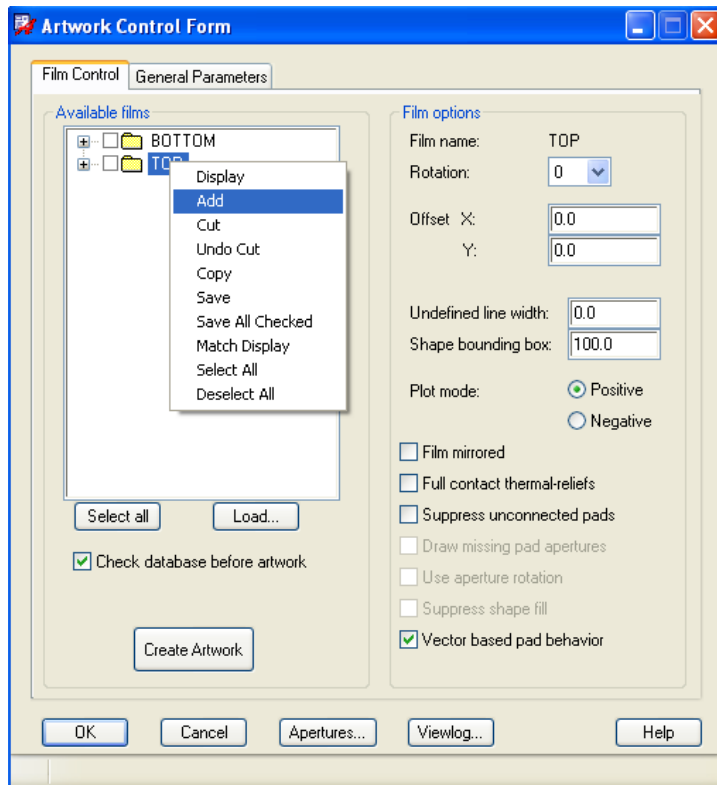 Artwork Control Form
Film Control
General Parameters
Available films
BOTTOM
TOP
Display
Add
Cut
Undo Cut
Copy
Save
Save All Checked
Match Display
Select All
Deselect All
Select all
Load...
Check database before artwork
Create Artwork
Film options
Film name: TOP
Rotation: 0
Offset X: 0.0
Y: 0.0
Undefined line width: 0.0
Shape bounding box: 100.0
Plot mode: Positive
Negative
Film mirrored
Full contact thermal-reliefs
Suppress unconnected pads
Draw missing pad apertures
Use aperture rotation
Suppress shape fill
Vector based pad behavior
OK
Cancel
Apertures...
Viewlog...
Help